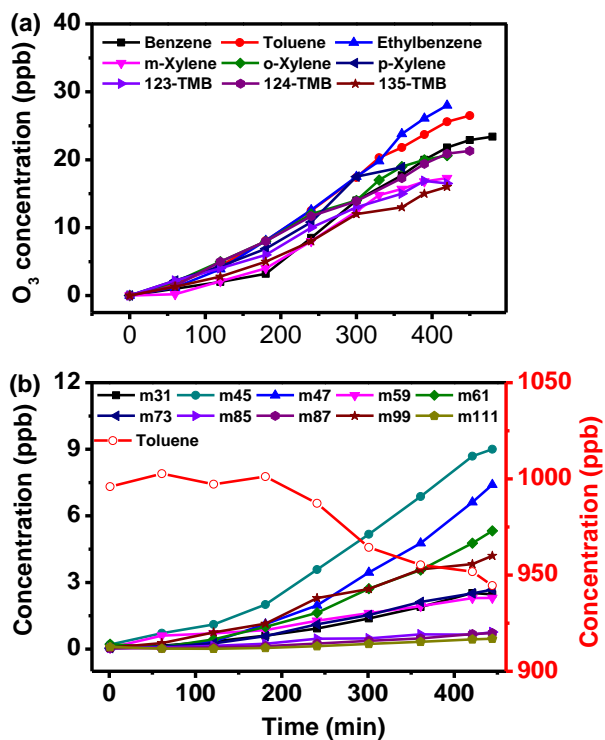 (a)
40
30
20
10
0
O₃ concentration (ppb)
Benzene Toluene Ethylbenzene
m-Xylene o-Xylene p-Xylene
123-TMB 124-TMB 135-TMB
0 100 200 300 400
(b)
12
9
6
3
0
Concentration (ppb)
m31 m45 m47 m59 m61
m73 m85 m87 m99 m111
Toluene
1050
1000
950
900
Concentration (ppb)
0 100 200 300 400
Time (min)